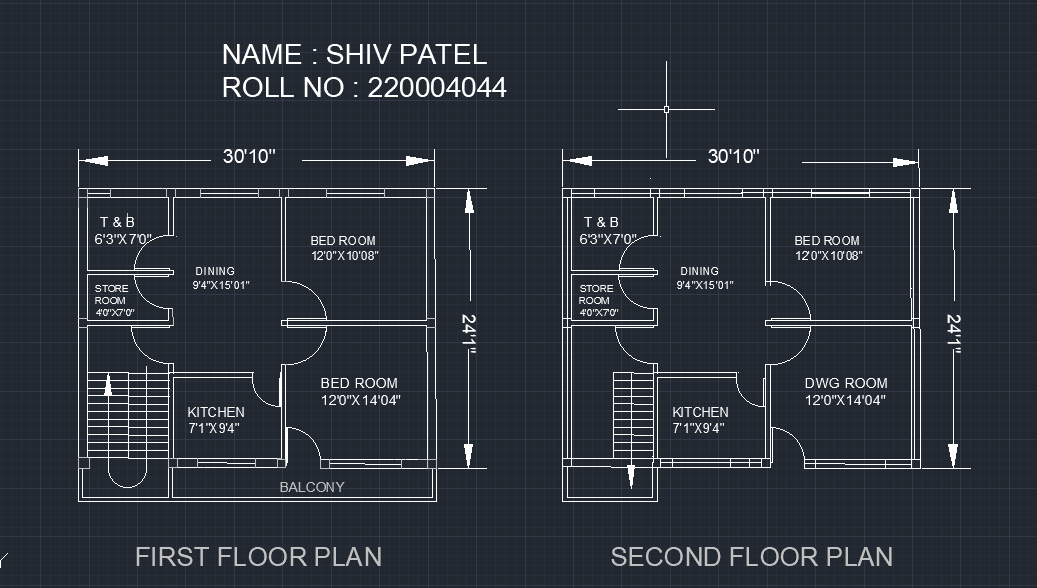 NAME : SHIV PATEL
ROLL NO : 220004044
30'10"
T & B
6'3"X7'0"
BED ROOM
12'0"X10'08"
DINING
9'4"X15'01"
STORE
ROOM
4'0"X7'0"
24'1"
BED ROOM
12'0"X14'04"
KITCHEN
7'1"X9'4"
BALCONY
FIRST FLOOR PLAN
30'10"
T & B
6'3"X7'0"
BED ROOM
12'0"X10'08"
DINING
9'4"X15'01"
STORE
ROOM
4'0"X7'0"
24'1"
DWG ROOM
12'0"X14'04"
KITCHEN
7'1"X9'4"
SECOND FLOOR PLAN